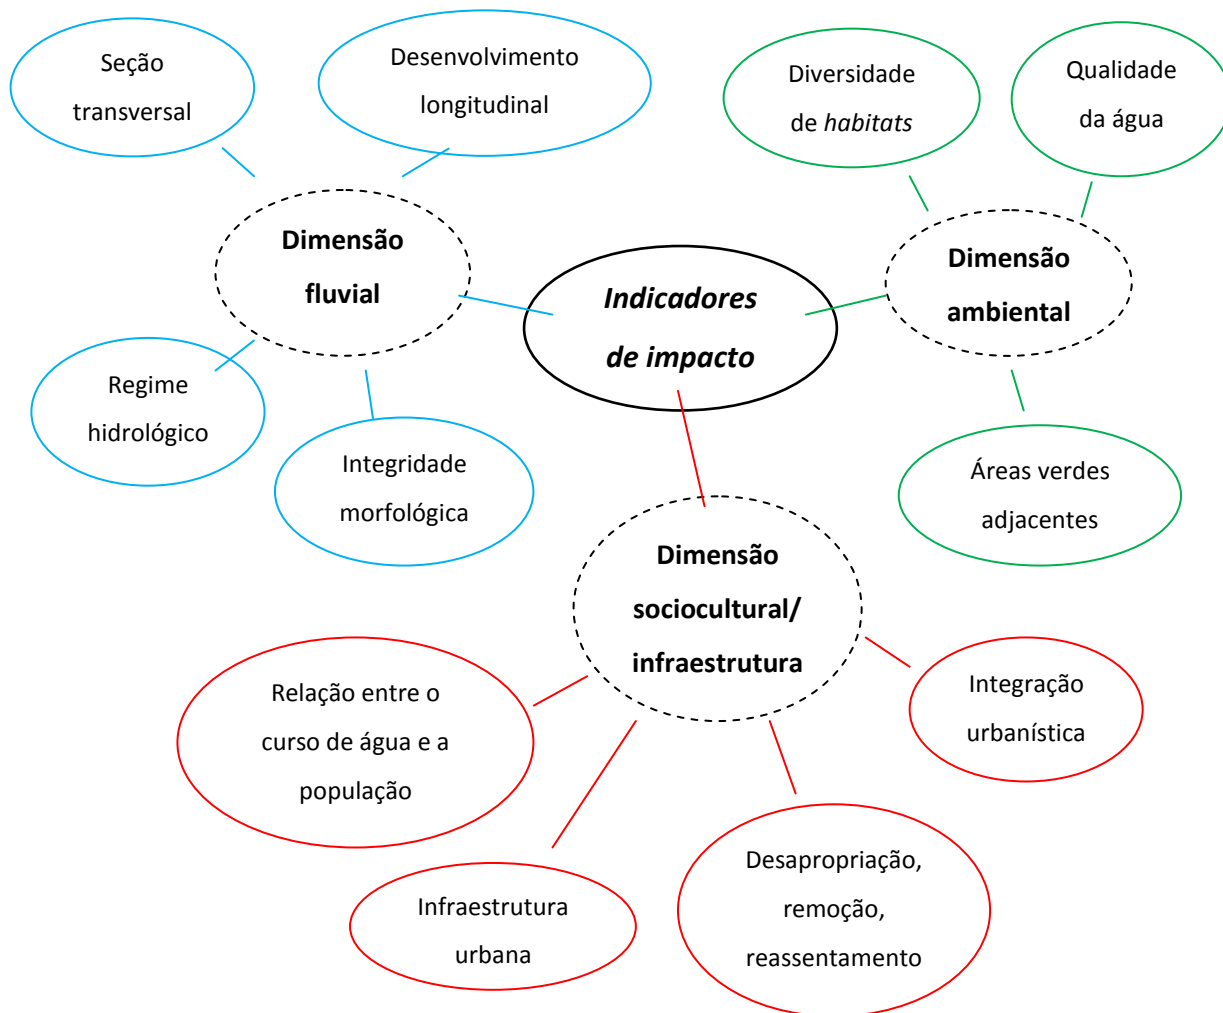 Seção
transversal
Desenvolvimento
longitudinal
Diversidade
de habitats
Qualidade
da água
Dimensão
fluvial
Indicadores
de impacto
Dimensão
ambiental
Regime
hidrológico
Integridade
morfológica
Áreas verdes
adjacentes
Dimensão
sociocultural/
infraestrutura
Relação entre o
curso de água e a
população
Integração
urbanística
Infraestrutura
urbana
Desapropriação,
remoção,
reassentamento